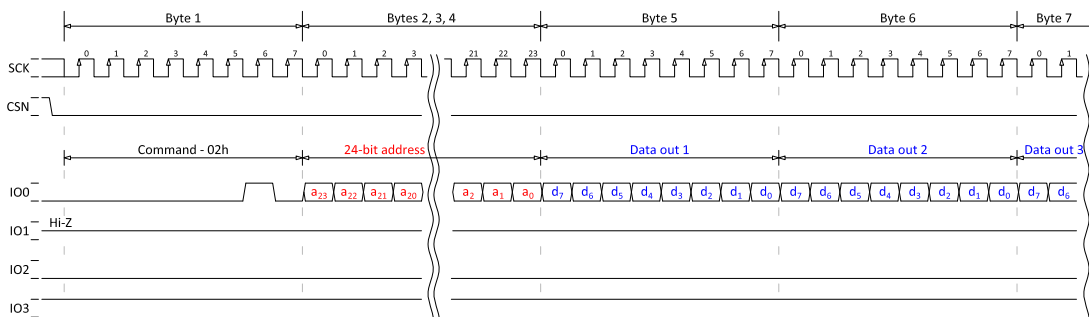 Byte 1 Bytes 2, 3, 4 Byte 5 Byte 6 Byte 7
0 1 2 3 4 5 6 7 0 1 2 3 21 22 23 0 1 2 3 4 5 6 7 0 1 2 3 4 5 6 7 0 1
SCK
CSN
Command - 02h 24-bit address Data out 1 Data out 2 Data out 3
IO0 a23 a22 a21 a20 a2 a1 a0 d7 d6 d5 d4 d3 d2 d1 d0 d7 d6 d5 d4 d3 d2 d1 d0 d7 d6
Hi-Z
IO1
IO2
IO3